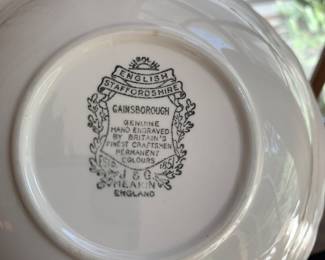 ENGLISH
STAFFORDSHIRE
GAINSBOROUGH
GENUINE
HAND ENGRAVED
BY BRITAIN'S
FINEST CRAFTSMEN
PERMANENT
COLOURS
J & G
MEAKIN
ENGLAND